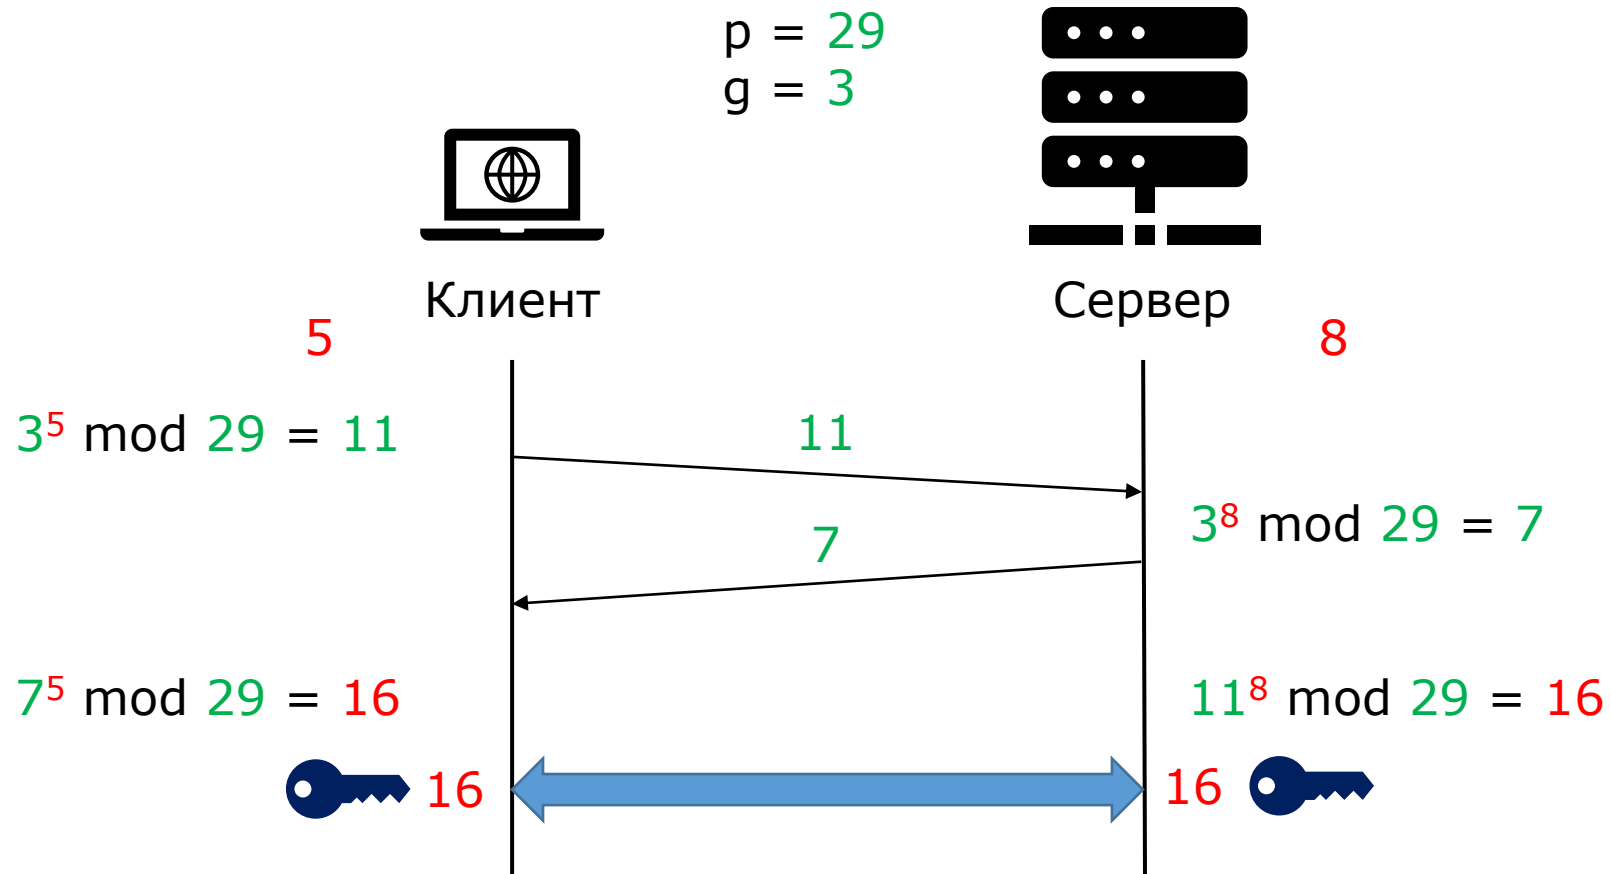 p = 29
g = 3
Клиент
Сервер
5
8
3⁵ mod 29 = 11
11
3⁸ mod 29 = 7
7
7⁵ mod 29 = 16
11⁸ mod 29 = 16
16
16